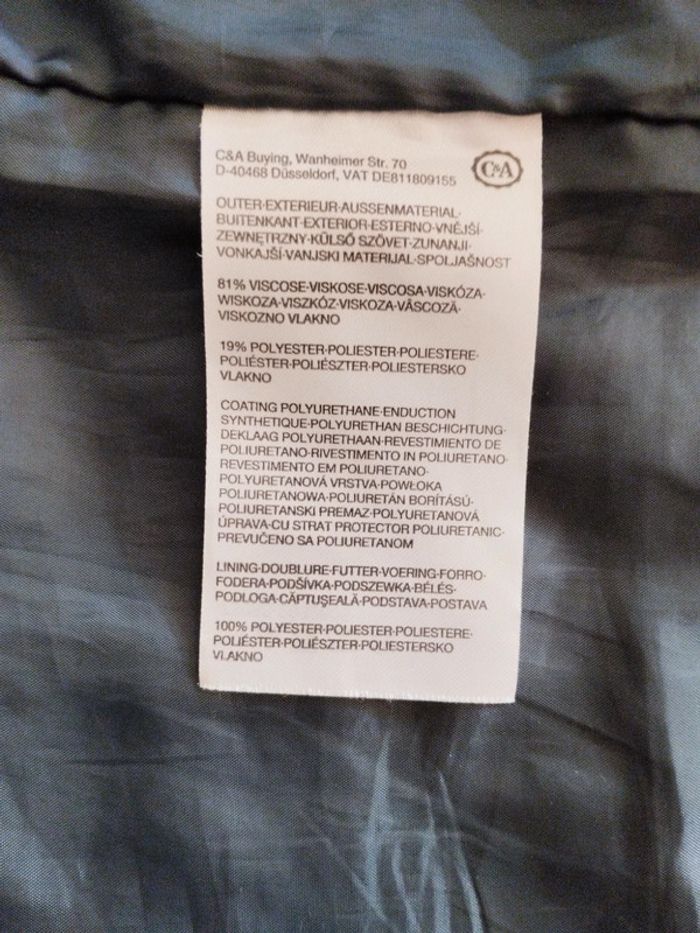 C&A Buying, Wanheimer Str. 70
D-40468 Düsseldorf, VAT DE811809155
C&A
OUTER·EXTERIEUR·AUSSENMATERIAL·
BUITENKANT·EXTERIOR·ESTERNO·VNĚJŠÍ·
ZEWNĘTRZNY·KÜLSŐ SZÖVET·ZUNANJI·
VONKAJŠÍ·VANJSKI MATERIJAL·SPOLJAŠNOST
81% VISCOSE·VISKOSE·VISCOSA·VISKÓZA·
WISKOZA·VISZKÓZ·VISKOZA·VÂSCOZĂ·
VISKOZNO VLAKNO
19% POLYESTER·POLIESTER·POLIESTERE·
POLIÉSTER·POLIÉSZTER·POLIESTERSKO
VLAKNO
COATING POLYURETHANE·ENDUCTION
SYNTHETIQUE·POLYURETHAN BESCHICHTUNG·
DEKLAAG POLYURETHAAN·REVESTIMIENTO DE
POLIURETANO·RIVESTIMENTO IN POLIURETANO·
REVESTIMENTO EM POLIURETANO·
POLYURETANOVÁ VRSTVA·POWŁOKA
POLIURETANOWA·POLIURETÁN BORÍTÁSÚ·
POLIURETANSKI PREMAZ·POLYURETANOVÁ
ÚPRAVA·CU STRAT PROTECTOR POLIURETANIC·
PREVUČENO SA POLIURETANOM
LINING·DOUBLURE·FUTTER·VOERING·FORRO·
FODERA·PODŠÍVKA·PODSZEWKA·BÉLÉS·
PODLOGA·CĂPTUŞEALĂ·PODSTAVA·POSTAVA
100% POLYESTER·POLIESTER·POLIESTERE·
POLIÉSTER·POLIÉSZTER·POLIESTERSKO
VLAKNO